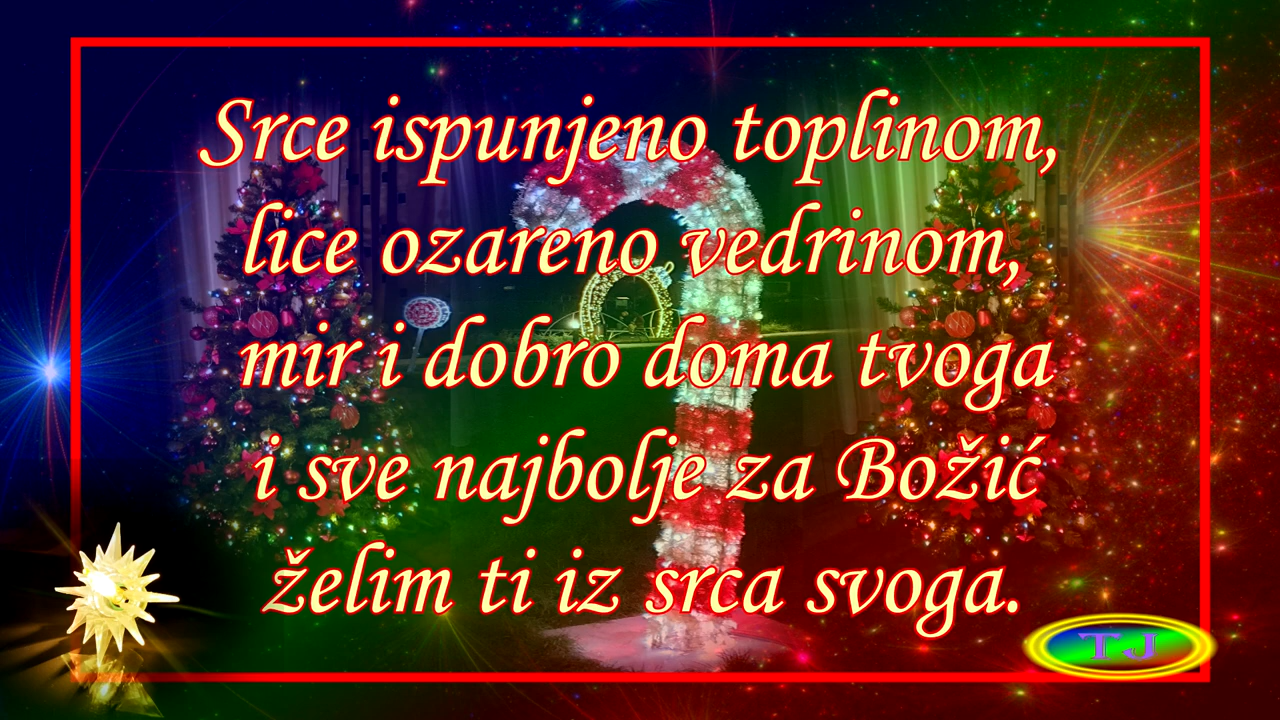 Srce ispunjeno toplinom,
lice ozareno vedrinom,
mir i dobro doma tvoga
i sve najbolje za Božić
želim ti iz srca svoga.
TJ